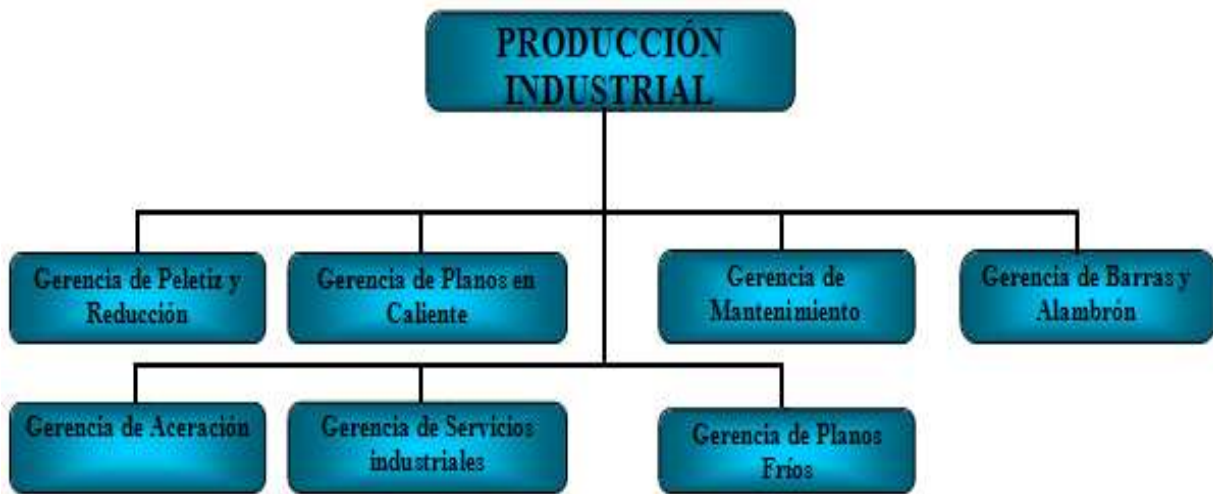 PRODUCCIÓN
INDUSTRIAL
Gerencia de Peletiz y
Reducción
Gerencia de Planos en
Caliente
Gerencia de
Mantenimiento
Gerencia de Barras y
Alambrón
Gerencia de Aceración
Gerencia de Servicios
industriales
Gerencia de Planos
Fríos